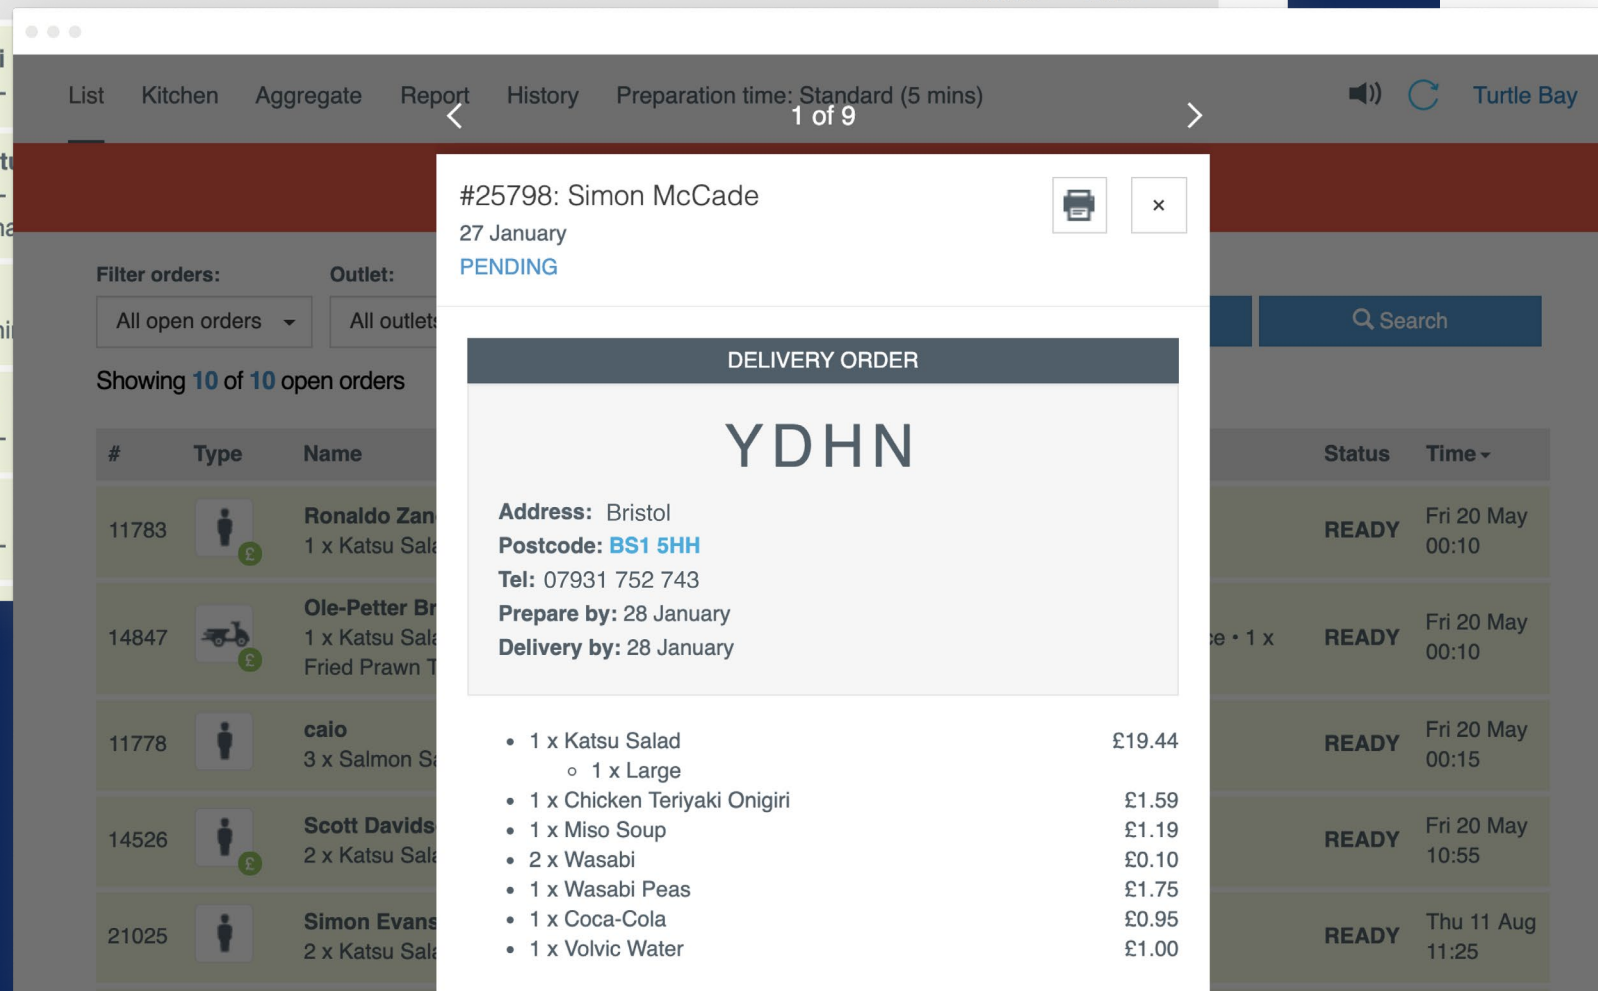 List Kitchen Aggregate Report History Preparation time: Standard (5 mins) Turtle Bay
1 of 9
#25798: Simon McCade
27 January
PENDING
Filter orders: Outlet:
All open orders All outlets Search
Showing 10 of 10 open orders
DELIVERY ORDER
YDHN
Address: Bristol
Postcode: BS1 5HH
Tel: 07931 752 743
Prepare by: 28 January
Delivery by: 28 January
# Type Name Status Time
11783 Ronaldo Zan READY Fri 20 May
1 x Katsu Sala 00:10
£
14847 Ole-Petter Br READY Fri 20 May
1 x Katsu Sala ce • 1 x 00:10
Fried Prawn T
£
11778 caio READY Fri 20 May
3 x Salmon Sa 00:15
14526 Scott Davids READY Fri 20 May
2 x Katsu Sala 10:55
£
21025 Simon Evans READY Thu 11 Aug
2 x Katsu Sala 11:25
• 1 x Katsu Salad £19.44
◦ 1 x Large
• 1 x Chicken Teriyaki Onigiri £1.59
• 1 x Miso Soup £1.19
• 2 x Wasabi £0.10
• 1 x Wasabi Peas £1.75
• 1 x Coca-Cola £0.95
• 1 x Volvic Water £1.00